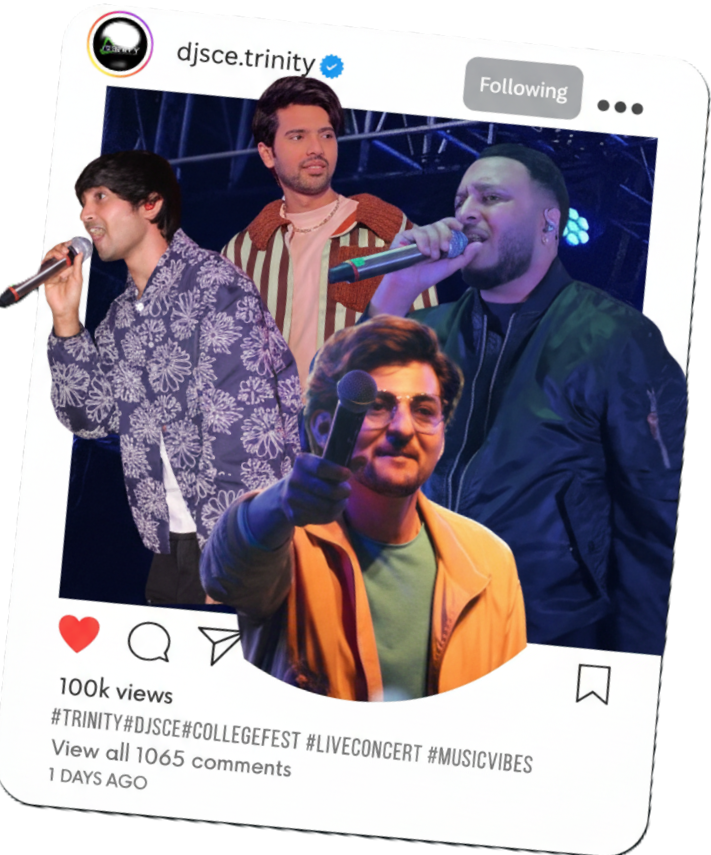 djsce.trinity
Following
100k views
#TRINITY#DJSCE#COLLEGEFEST #LIVECONCERT #MUSICVIBES
View all 1065 comments
1 DAYS AGO